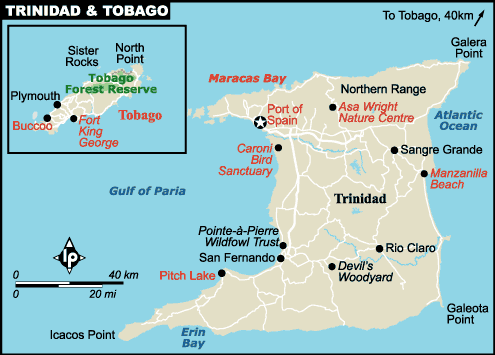 TRINIDAD & TOBAGO
To Tobago, 40km
Sister
Rocks
North
Point
Tobago
Forest Reserve
Plymouth
Buccoo
Fort
King
George
Tobago
Galera
Point
Maracas Bay
Northern Range
Port of
Spain
Asa Wright
Nature Centre
Atlantic
Ocean
Caroni
Bird
Sanctuary
Sangre Grande
Manzanilla
Beach
Gulf of Paria
Trinidad
Pointe-à-Pierre
Wildfowl Trust
San Fernando
Rio Claro
Devil's
Woodyard
Pitch Lake
lp
0 40 km
0 20 mi
Icacos Point
Erin
Bay
Galeota
Point